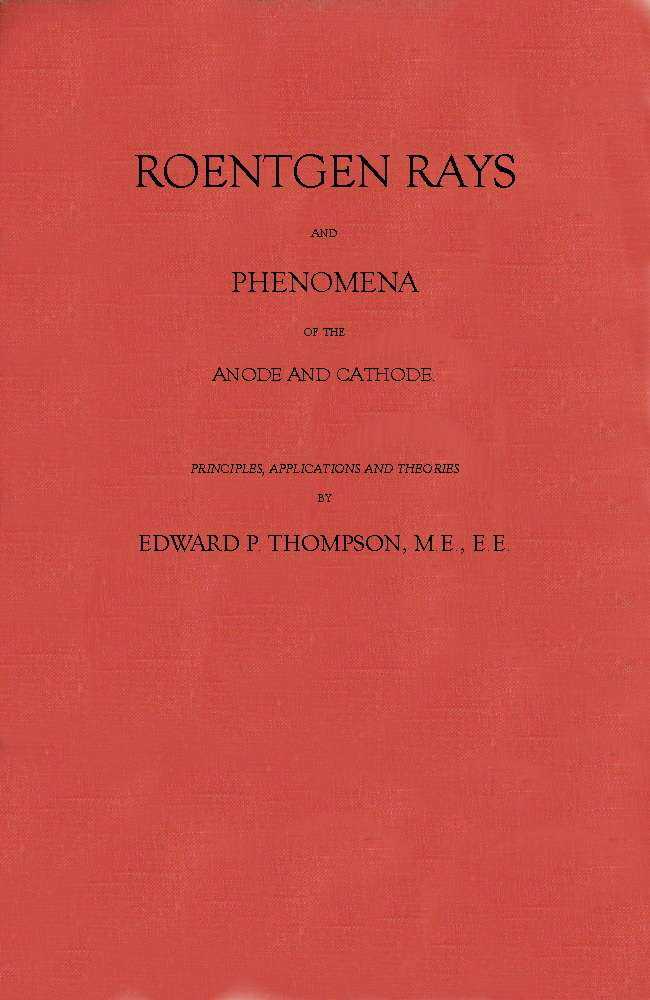 ROENTGEN RAYS
AND
PHENOMENA
OF THE
ANODE AND CATHODE.
PRINCIPLES, APPLICATIONS AND THEORIES
BY
EDWARD P. THOMPSON, M.E., E.E.